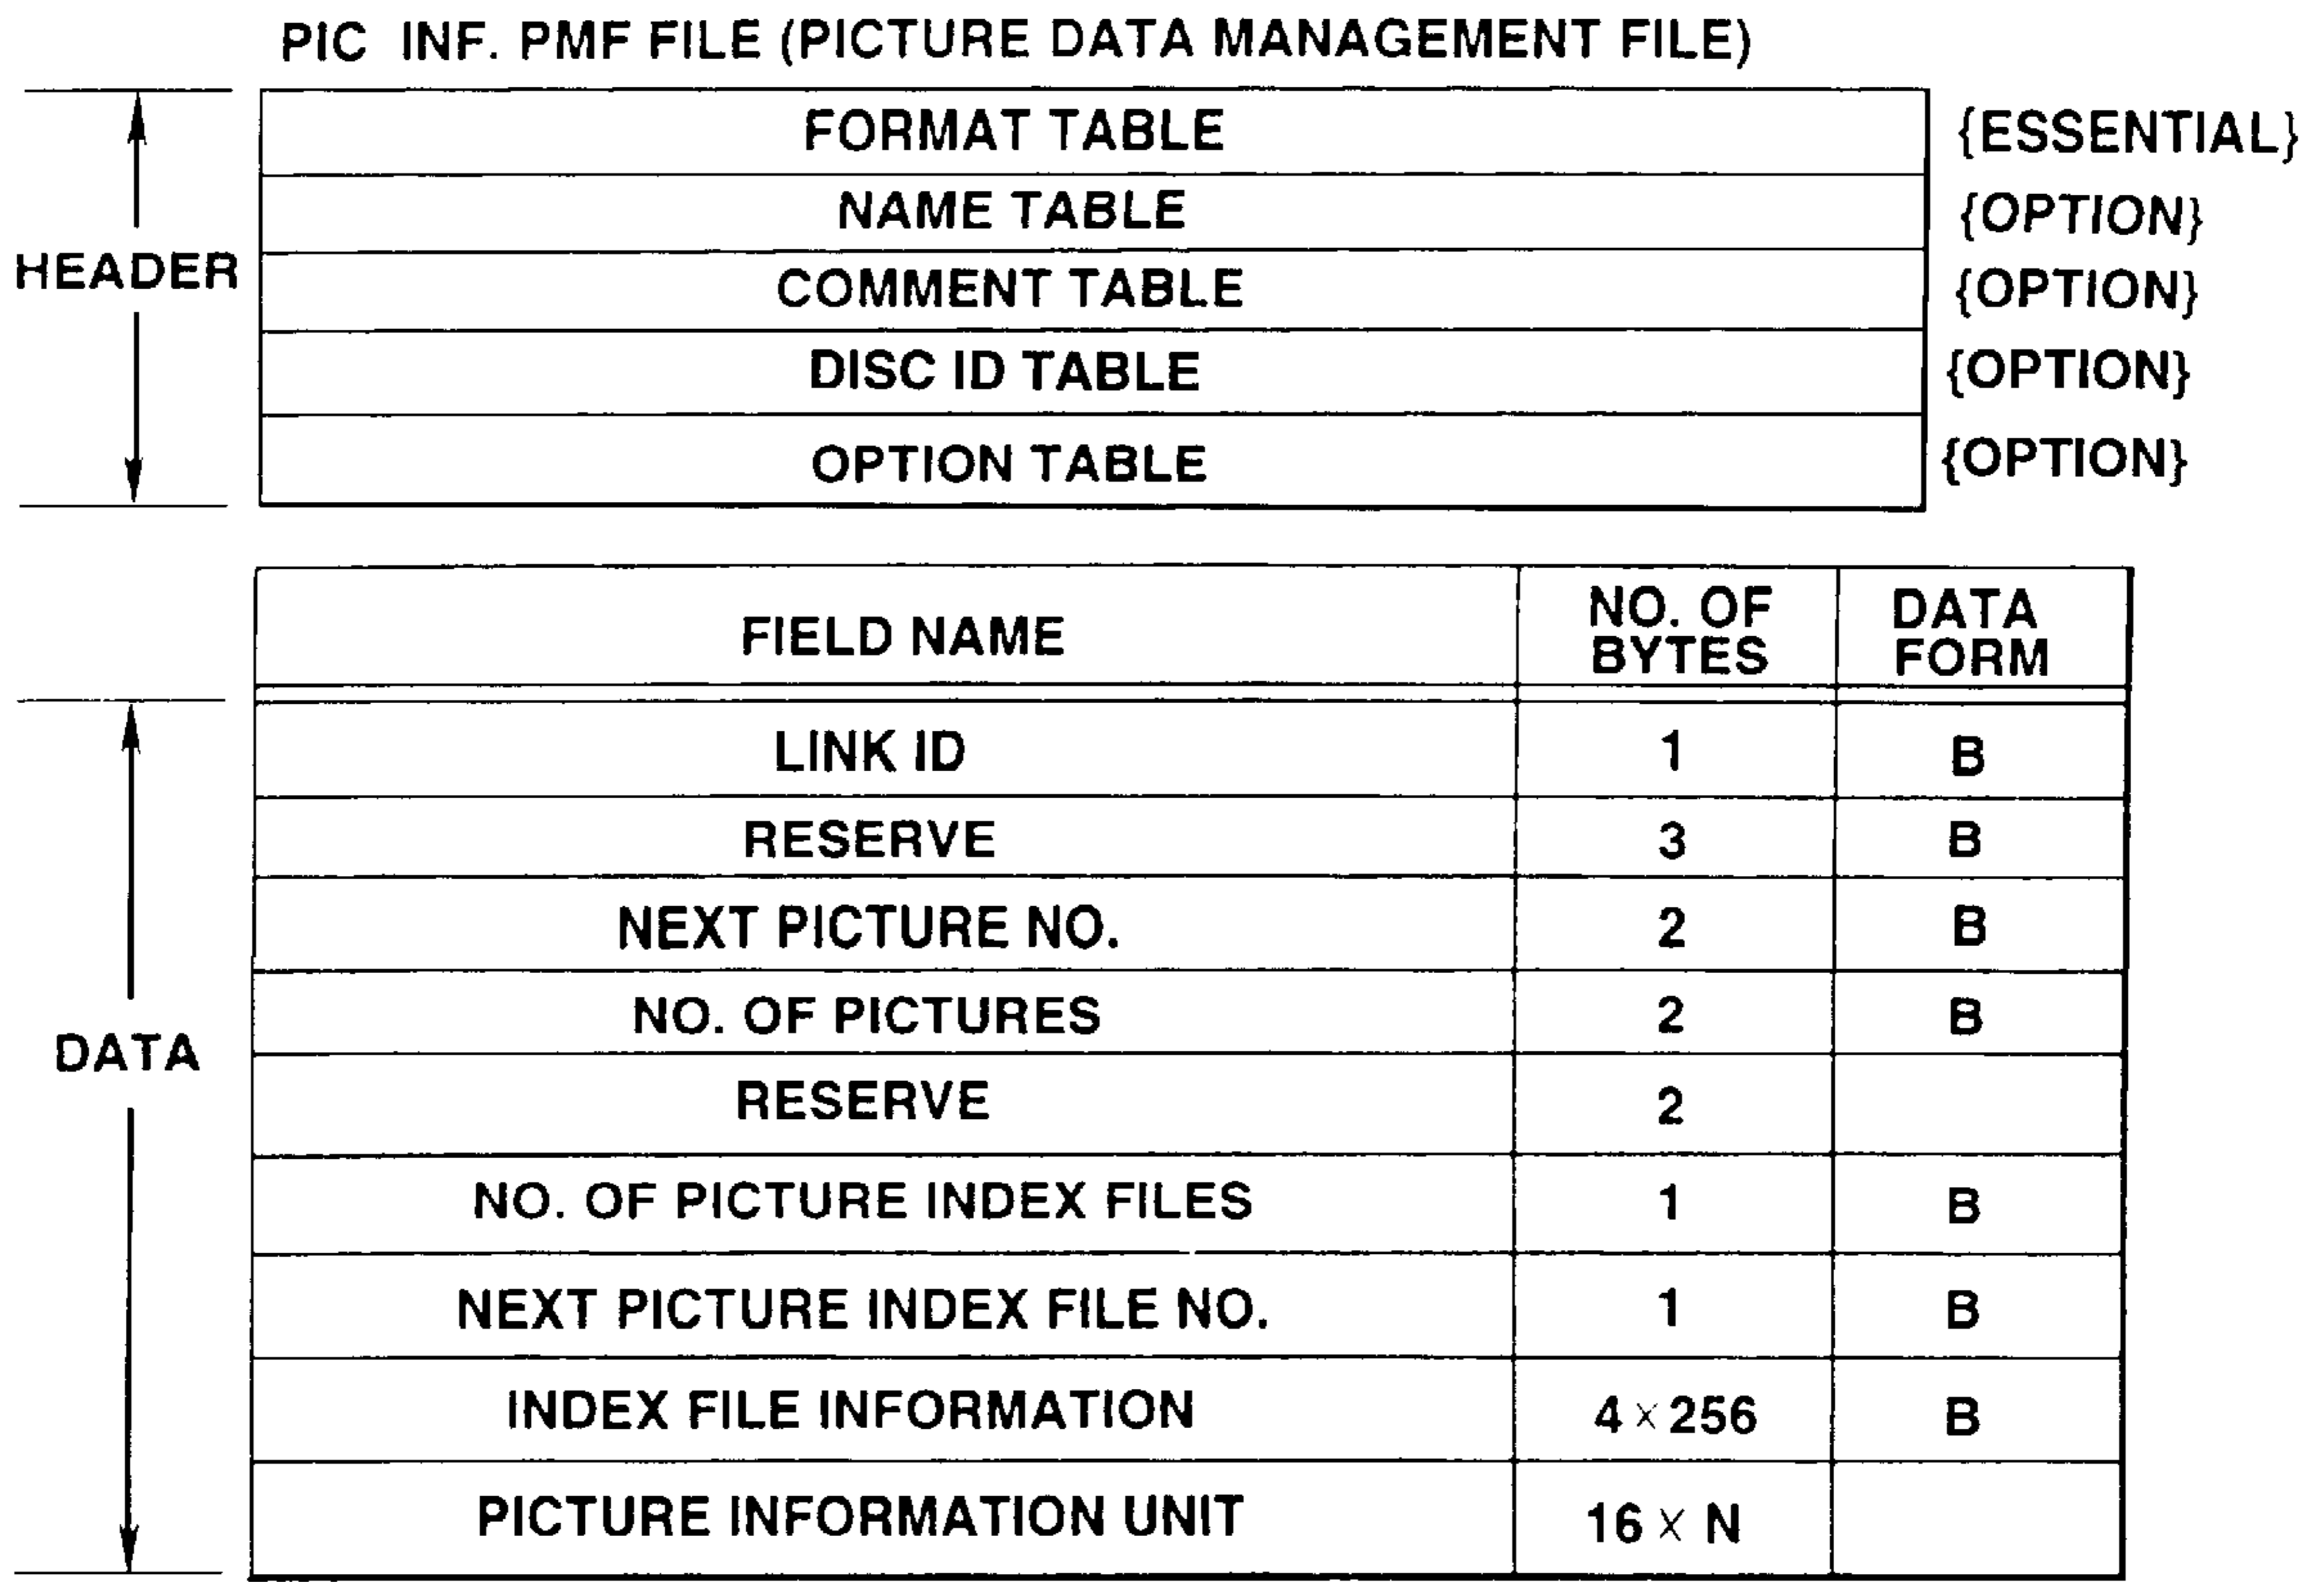 PIC INF. PMF FILE (PICTURE DATA MANAGEMENT FILE)
HEADER
FORMAT TABLE {ESSENTIAL}
NAME TABLE {OPTION}
COMMENT TABLE {OPTION}
DISC ID TABLE {OPTION}
OPTION TABLE {OPTION}
FIELD NAME NO. OF BYTES DATA FORM
DATA
LINK ID 1 B
RESERVE 3 B
NEXT PICTURE NO. 2 B
NO. OF PICTURES 2 B
RESERVE 2
NO. OF PICTURE INDEX FILES 1 B
NEXT PICTURE INDEX FILE NO. 1 B
INDEX FILE INFORMATION 4 × 256 B
PICTURE INFORMATION UNIT 16 × N